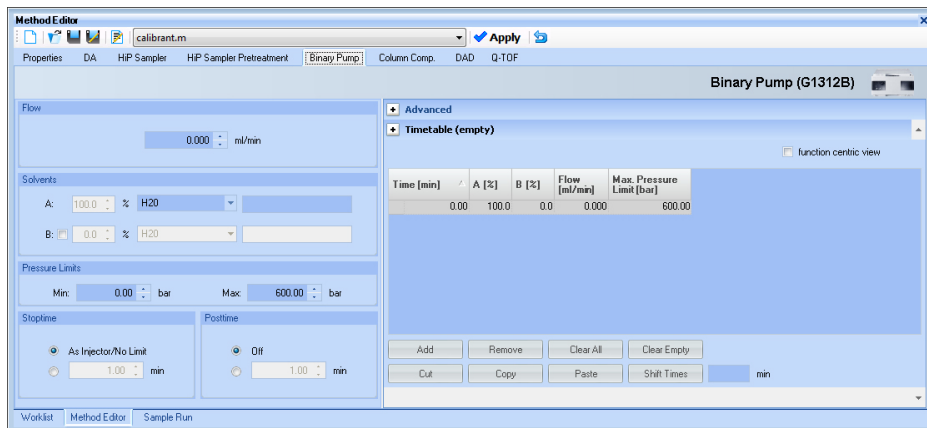 Method Editor
calibrant.m
Apply
Properties DA HiP Sampler HiP Sampler Pretreatment Binary Pump Column Comp. DAD Q-TOF
Binary Pump (G1312B)
Flow
0.000 ml/min
Solvents
A: 100.0 % H20
B: 0.0 % H20
Pressure Limits
Min: 0.00 bar Max: 600.00 bar
Stoptime
As Injector/No Limit
1.00 min
Posttime
Off
1.00 min
Advanced
Timetable (empty)
function centric view
Time [min] A [%] B [%] Flow [ml/min] Max. Pressure Limit [bar]
0.00 100.0 0.0 0.000 600.00
Add Remove Clear All Clear Empty
Cut Copy Paste Shift Times min
Worklist Method Editor Sample Run